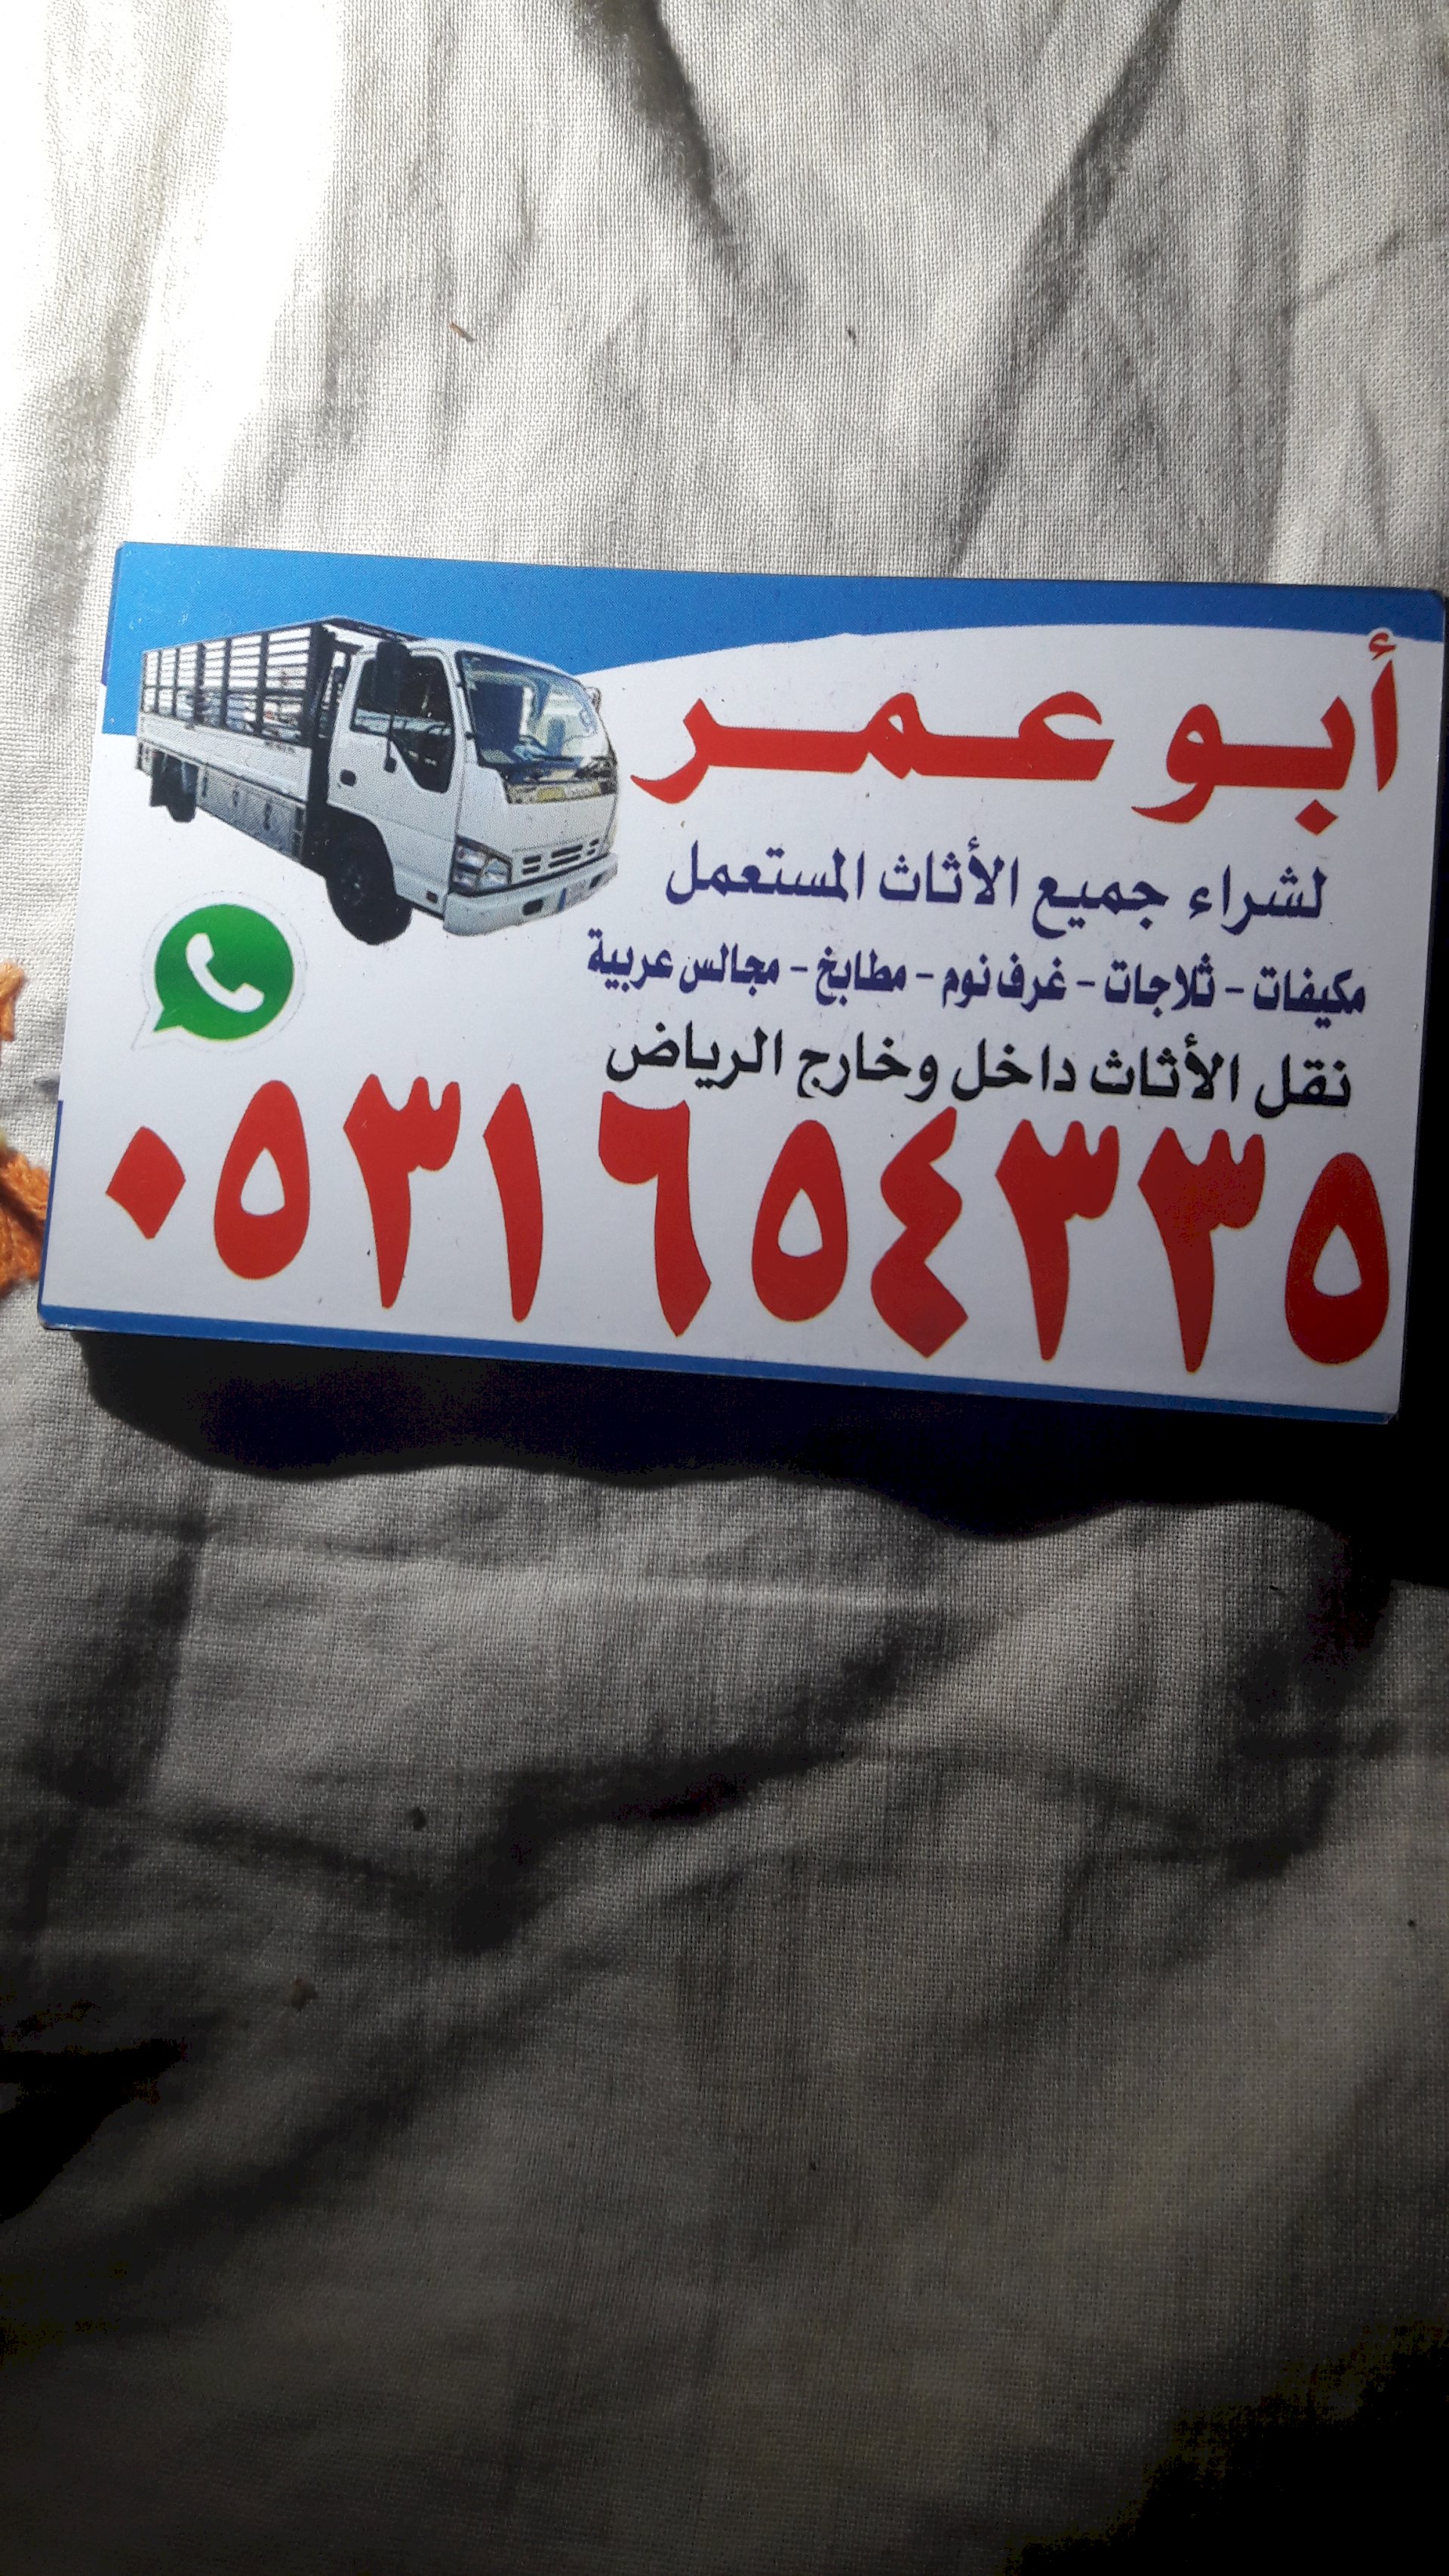 أبو عمر
لشراء جميع الأثاث المستعمل
مكيفات - ثلاجات - غرف نوم - مطابخ - مجالس عربية
نقل الأثاث داخل وخارج الرياض
٠٥٣١٦٥٤٣٣٥